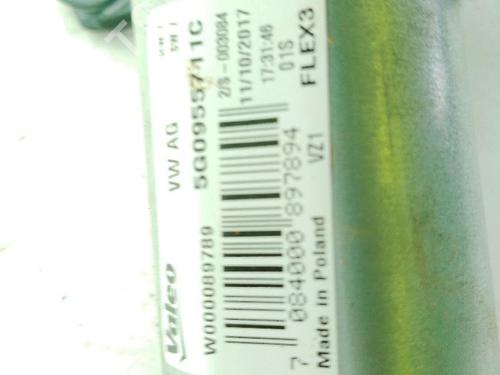 VW AG
5G0955711C
2/S - 003084
11/10/2017
17:31:46
01S
FLEX3
Valeo
W000089789
7 084000 897894
VZ1
Made in Poland